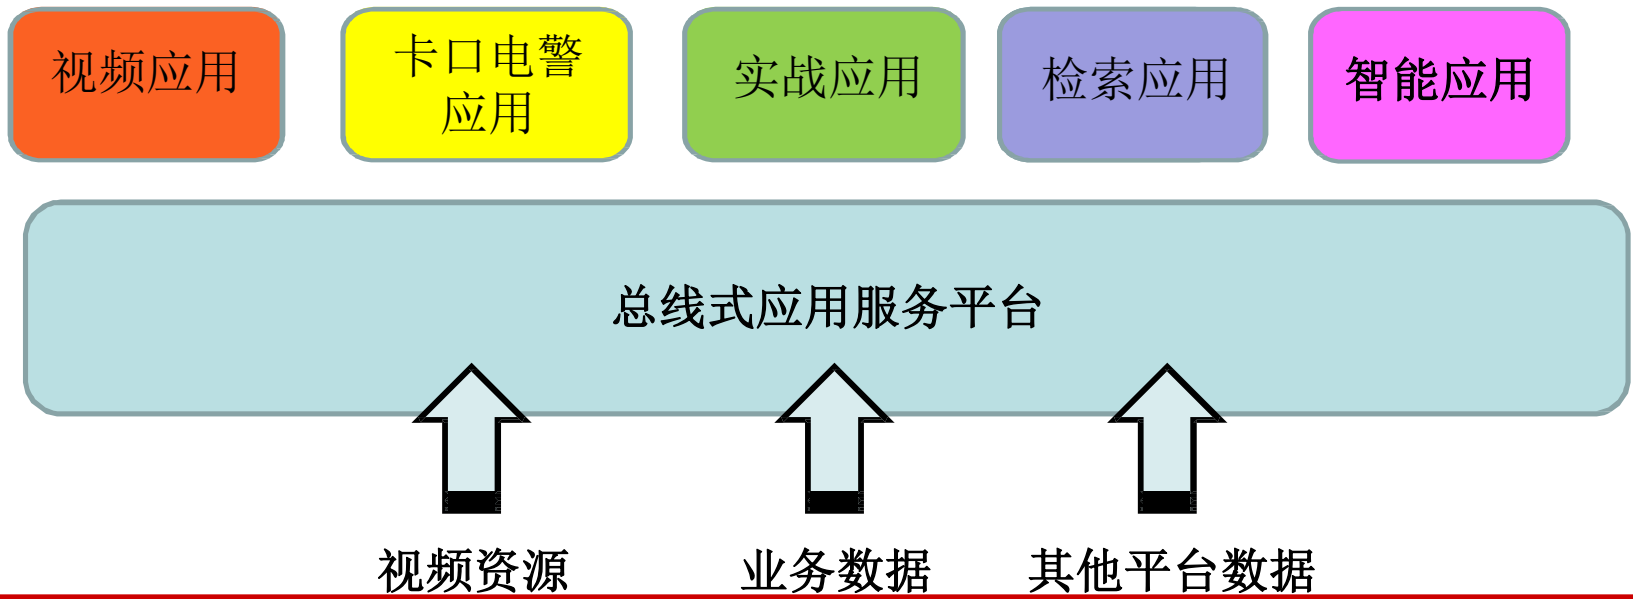 视频应用
卡口电警
应用
实战应用
检索应用
智能应用
总线式应用服务平台
视频资源
业务数据
其他平台数据